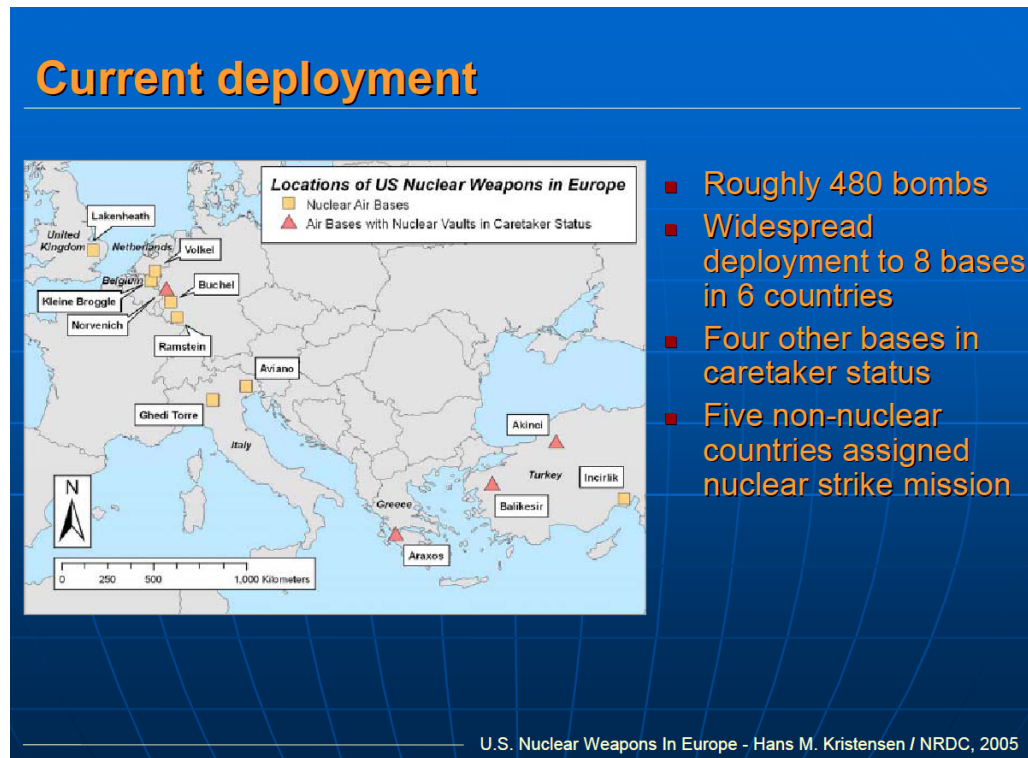 Current deployment
Locations of US Nuclear Weapons in Europe
Nuclear Air Bases
Air Bases with Nuclear Vaults in Caretaker Status
Lakenheath
United
Kingdom
Netherlands
Volkel
Belgium
Buchel
Kleine Broggle
Norvenich
Ramstein
Aviano
Ghedi Torre
Italy
Akinci
Turkey
Incirlik
Balikesir
Greece
Araxos
N
0 250 500 1,000 Kilometers
Roughly 480 bombs
Widespread
deployment to 8 bases
in 6 countries
Four other bases in
caretaker status
Five non-nuclear
countries assigned
nuclear strike mission
U.S. Nuclear Weapons In Europe - Hans M. Kristensen / NRDC, 2005